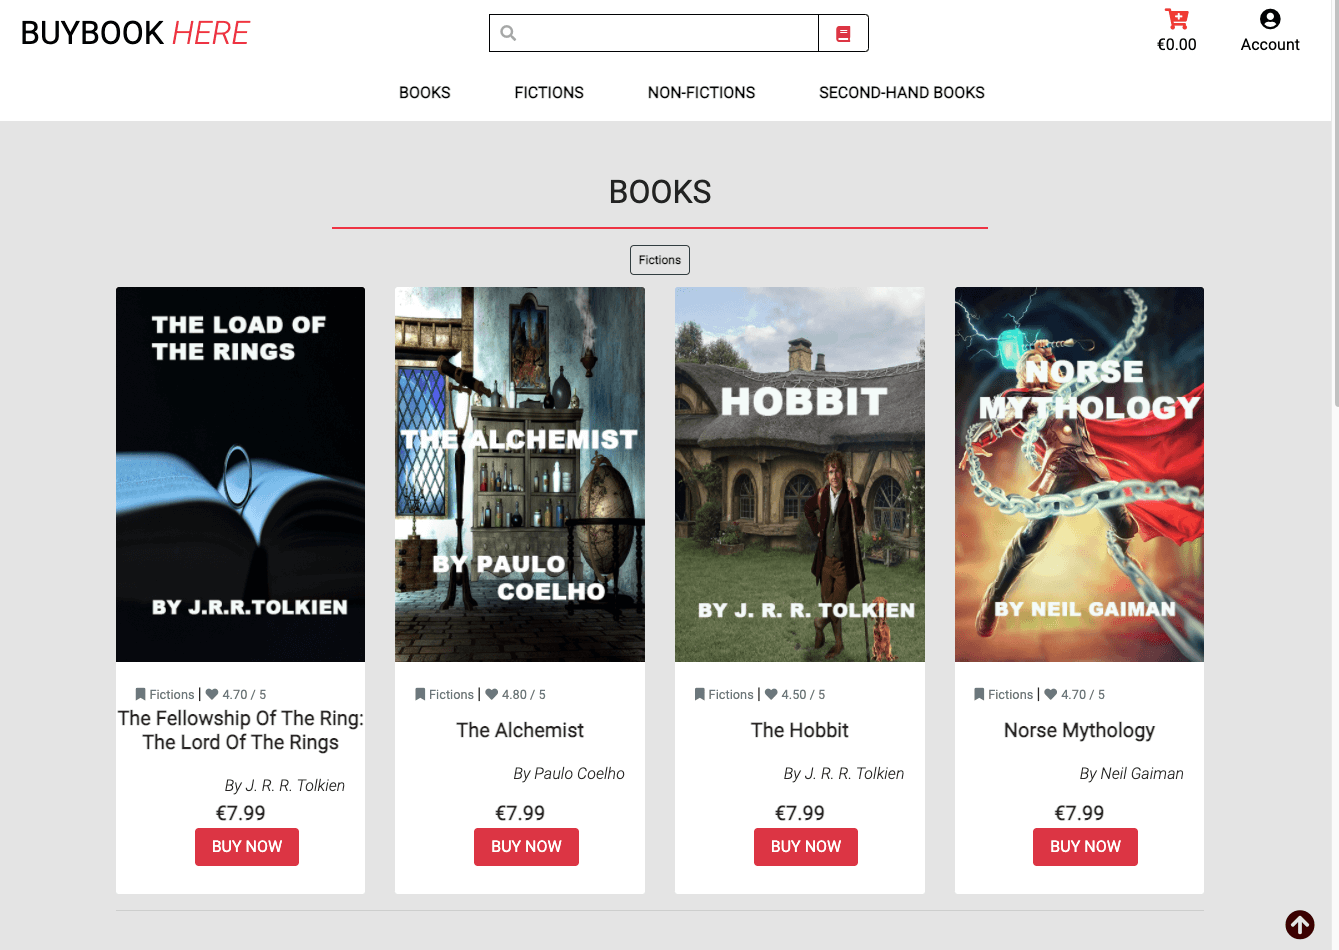 BUYBOOK HERE
€0.00
Account
BOOKS FICTIONS NON-FICTIONS SECOND-HAND BOOKS
BOOKS
Fictions
THE LOAD OF
THE RINGS
BY J.R.R.TOLKIEN
Fictions | 4.70 / 5
The Fellowship Of The Ring:
The Lord Of The Rings
By J. R. R. Tolkien
€7.99
BUY NOW
THE ALCHEMIST
BY PAULO
COELHO
Fictions | 4.80 / 5
The Alchemist
By Paulo Coelho
€7.99
BUY NOW
HOBBIT
BY J. R. R. TOLKIEN
Fictions | 4.50 / 5
The Hobbit
By J. R. R. Tolkien
€7.99
BUY NOW
NORSE
MYTHOLOGY
BY NEIL GAIMAN
Fictions | 4.70 / 5
Norse Mythology
By Neil Gaiman
€7.99
BUY NOW